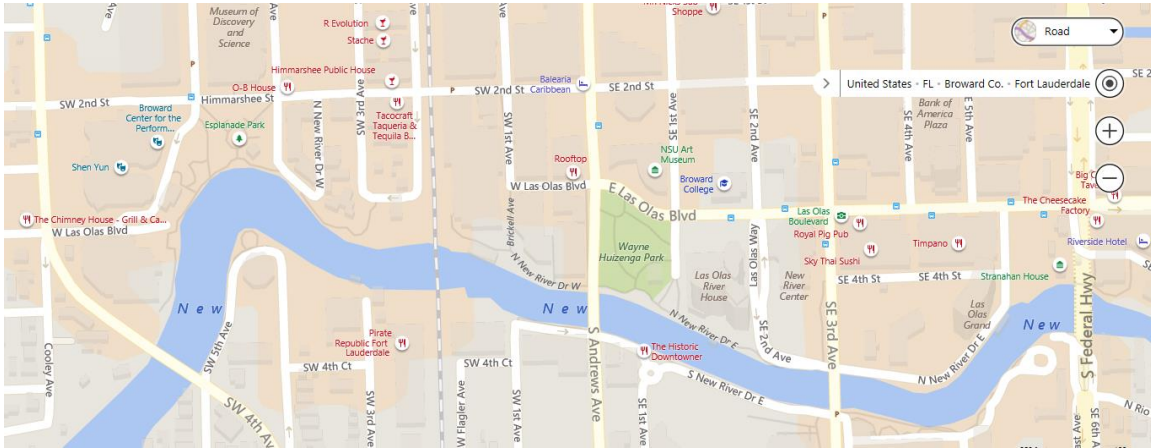 Museum of
Discovery
and
Science
R Evolution
Stache
Shoppe
SE 1st
Road
Himmarshee Public House
O-B House
Balearia
Caribbean
United States - FL - Broward Co. - Fort Lauderdale
SW 2nd St
Himmarshee St
SW 2nd St
SE 2nd St
P
P
P
SE 2nd
Broward
Center for the
Perform...
Esplanade Park
N New River Dr W
SW 3rd Ave
Tacocraft
Taqueria &
Tequila B...
SW 1st Ave
SE 1st Ave
SE 2nd Ave
SE 4th Ave
Bank of
America
Plaza
SE 5th Ave
Shen Yun
Rooftop
NSU Art
Museum
Broward
College
W Las Olas Blvd
E Las Olas Blvd
The Chimney House - Grill & Ca...
W Las Olas Blvd
Brickell Ave
Wayne
Huizenga Park
Las Olas Way
Las Olas
Boulevard
Royal Pig Pub
Sky Thai Sushi
Timpano
The Cheesecake
Factory
Riverside Hotel
N New River Dr W
Las Olas
River
House
New
River
Center
SE 4th St
SE 4th St
Stranahan House
New
New
New
Las
Olas
Grand
Pirate
Republic Fort
Lauderdale
S Andrews Ave
N New River Dr E
SE 2nd Ave
SE 3rd Ave
S Federal Hwy
Cooley Ave
SW 5th Ave
SW 4th Ct
SW 4th Ct
The Historic
Downtowner
N New River Dr E
S New River Dr E
P
SW 4th Ave
SW 3rd Ave
W Flagler Ave
SW 1st Ave
SE 1st Ave
N Rio